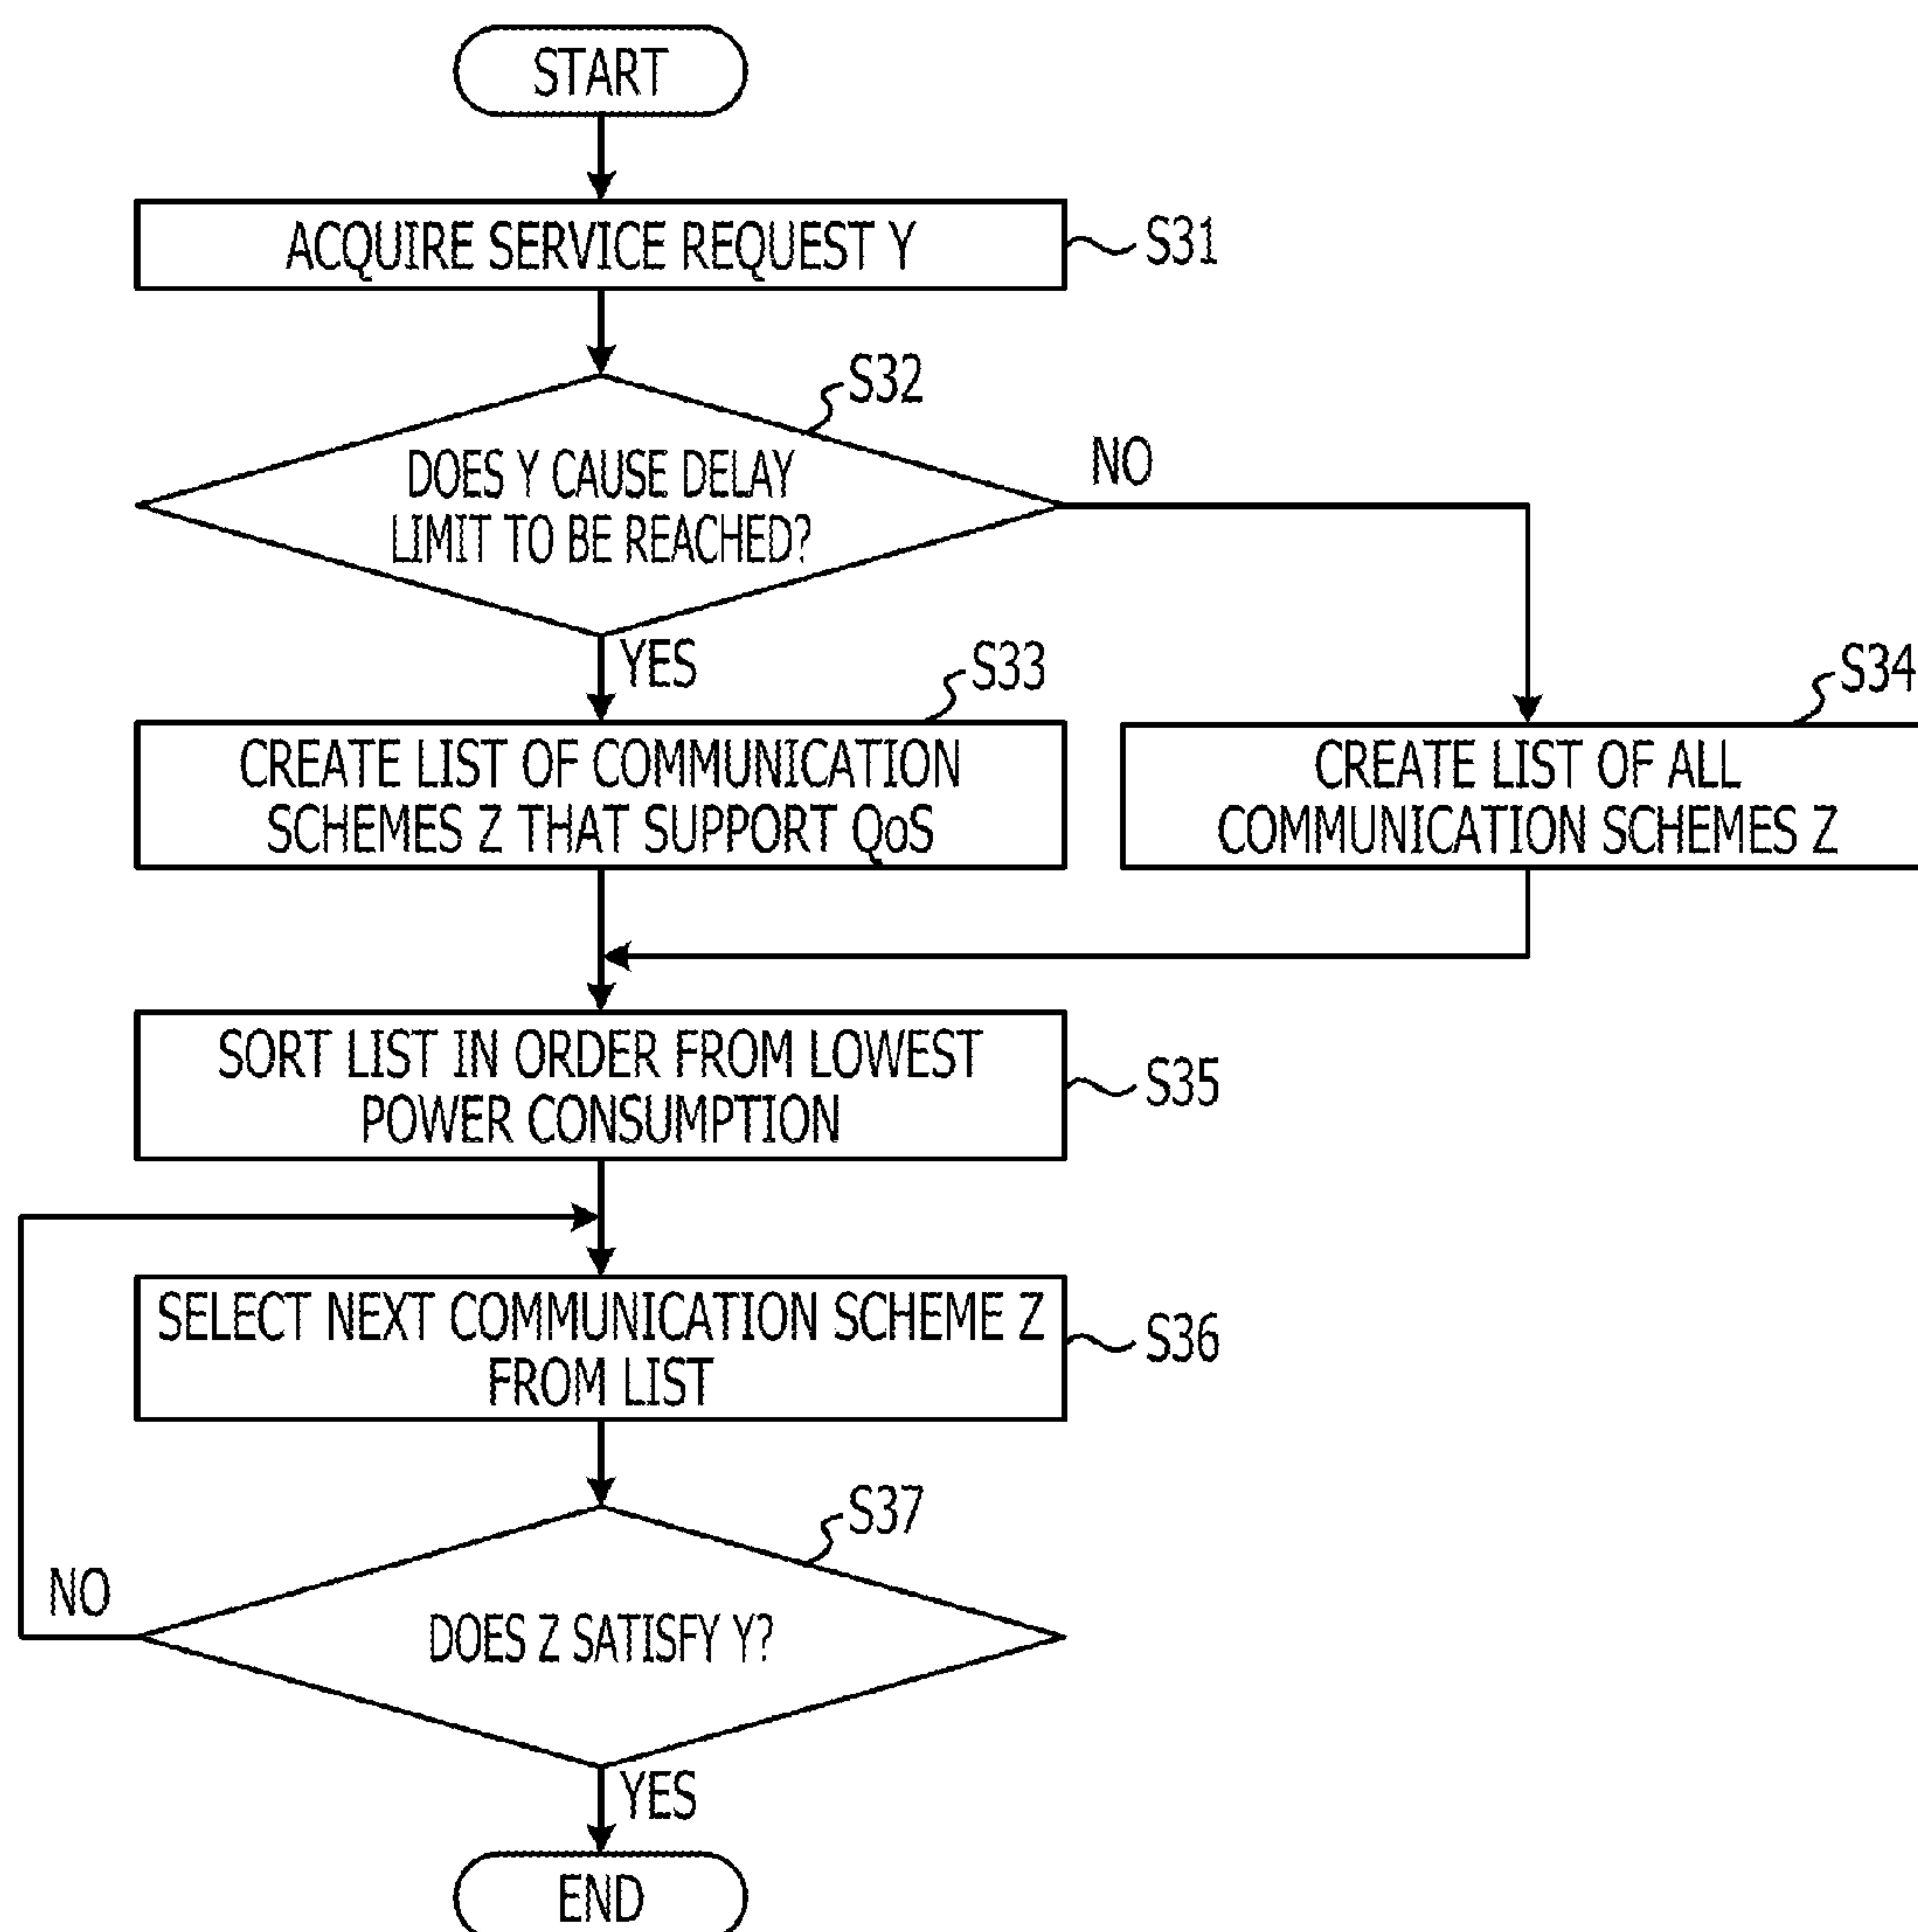 START
ACQUIRE SERVICE REQUEST Y
S31
S32
DOES Y CAUSE DELAY
LIMIT TO BE REACHED?
NO
YES
S33
CREATE LIST OF COMMUNICATION
SCHEMES Z THAT SUPPORT QoS
S34
CREATE LIST OF ALL
COMMUNICATION SCHEMES Z
SORT LIST IN ORDER FROM LOWEST
POWER CONSUMPTION
S35
SELECT NEXT COMMUNICATION SCHEME Z
FROM LIST
S36
S37
DOES Z SATISFY Y?
NO
YES
END